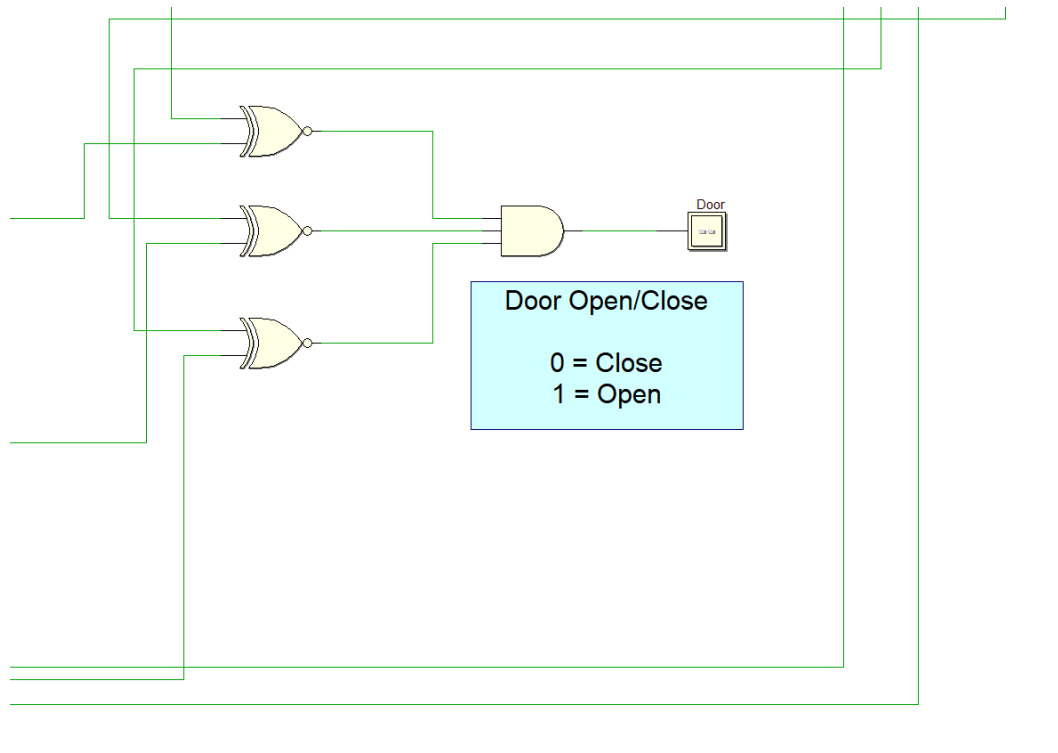 Door
--
Door Open/Close
0 = Close
1 = Open